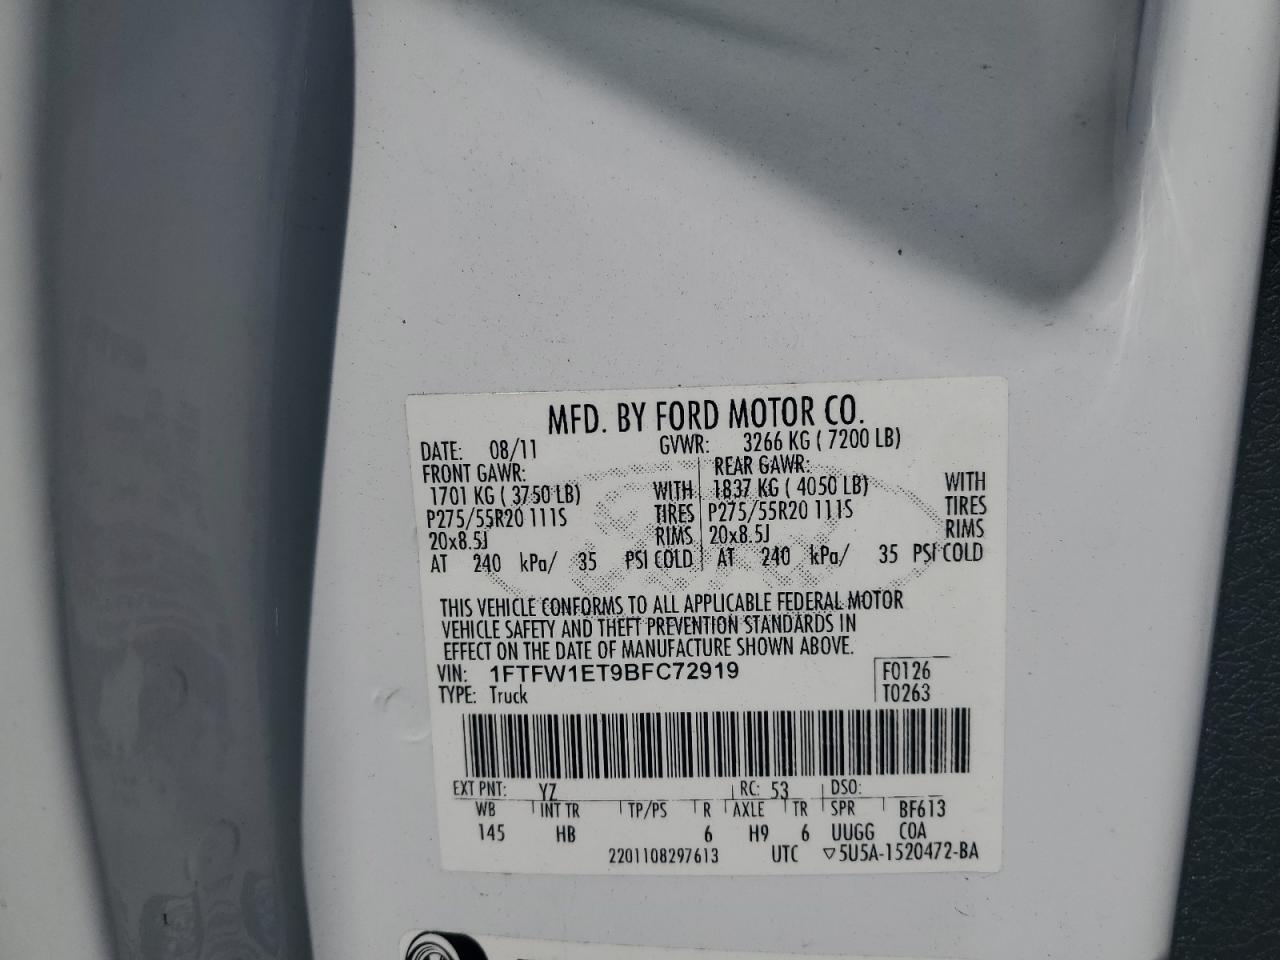 MFD. BY FORD MOTOR CO.
DATE: 08/11 GVWR: 3266 KG ( 7200 LB)
FRONT GAWR: REAR GAWR:
1701 KG ( 3750 LB) WITH 1837 KG ( 4050 LB) WITH
P275/55R20 111S TIRES P275/55R20 111S TIRES
20x8.5J RIMS 20x8.5J RIMS
AT 240 kPa/ 35 PSI COLD AT 240 kPa/ 35 PSI COLD
THIS VEHICLE CONFORMS TO ALL APPLICABLE FEDERAL MOTOR
VEHICLE SAFETY AND THEFT PREVENTION STANDARDS IN
EFFECT ON THE DATE OF MANUFACTURE SHOWN ABOVE.
VIN: 1FTFW1ET9BFC72919 F0126
TYPE: Truck T0263
EXT PNT: YZ RC: 53 DSO:
WB INT TR TP/PS R AXLE TR SPR BF613
145 HB 6 H9 6 UUGG COA
2201108297613 UTC ▽5U5A-1520472-BA